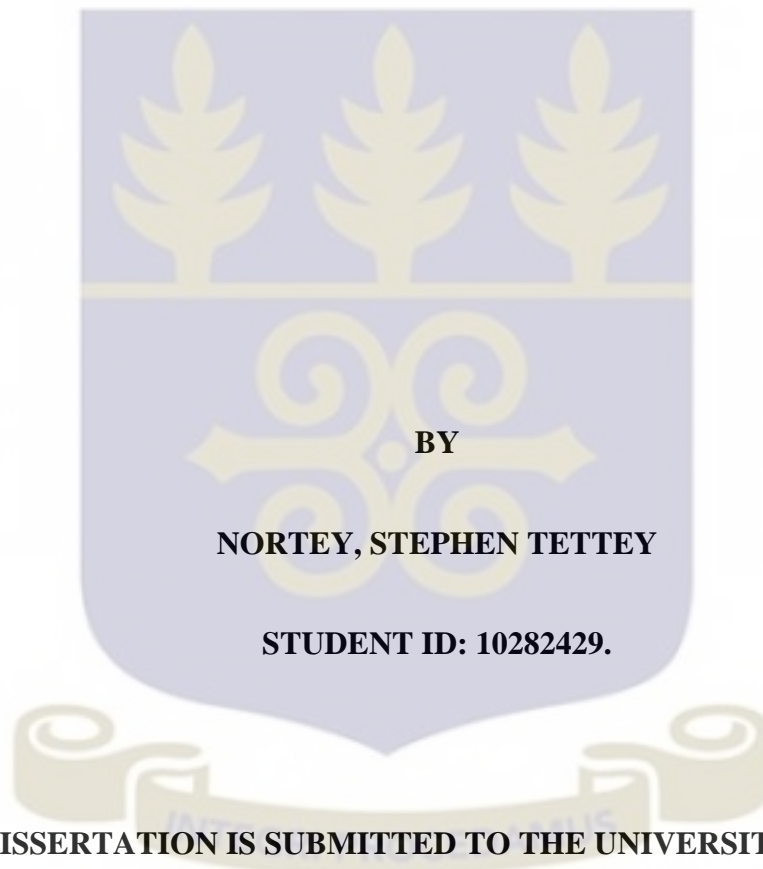 BY
NORTEY, STEPHEN TETTEY
STUDENT ID: 10282429.
ISSERTATION IS SUBMITTED TO THE UNIVERSIT